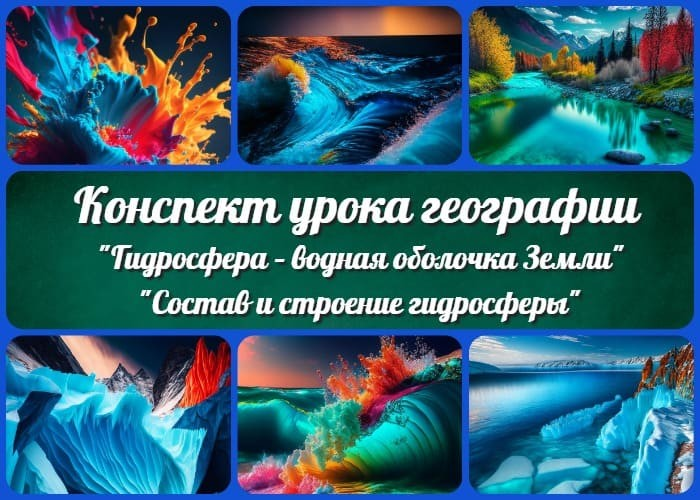 Конспект урока географии
"Гидросфера – водная оболочка Земли"
"Состав и строение гидросферы"